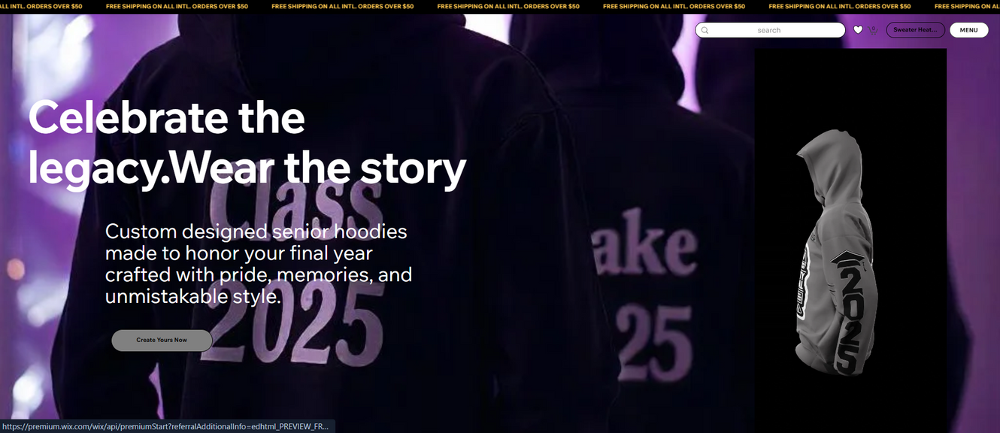 ALL INTL. ORDERS OVER $50 FREE SHIPPING ON ALL INTL. ORDERS OVER $50 FREE SHIPPING ON ALL INTL. ORDERS OVER $50 FREE SHIPPING ON ALL INTL. ORDERS OVER $50 FREE SHIPPING ON ALL INTL. ORDERS OVER $50 FREE SHIPPING ON ALL INTL. ORDERS OVER $50 FREE SHIPPING ON AL
search
0
Sweater Heat...
MENU
Celebrate the
legacy.Wear the story
Class
2025
Custom designed senior hoodies
made to honor your final year
crafted with pride, memories, and
unmistakable style.
Create Yours Now
ake
25
2025
https://premium.wix.com/wix/api/premiumStart?referralAdditionalInfo=edhtml_PREVIEW_FR...